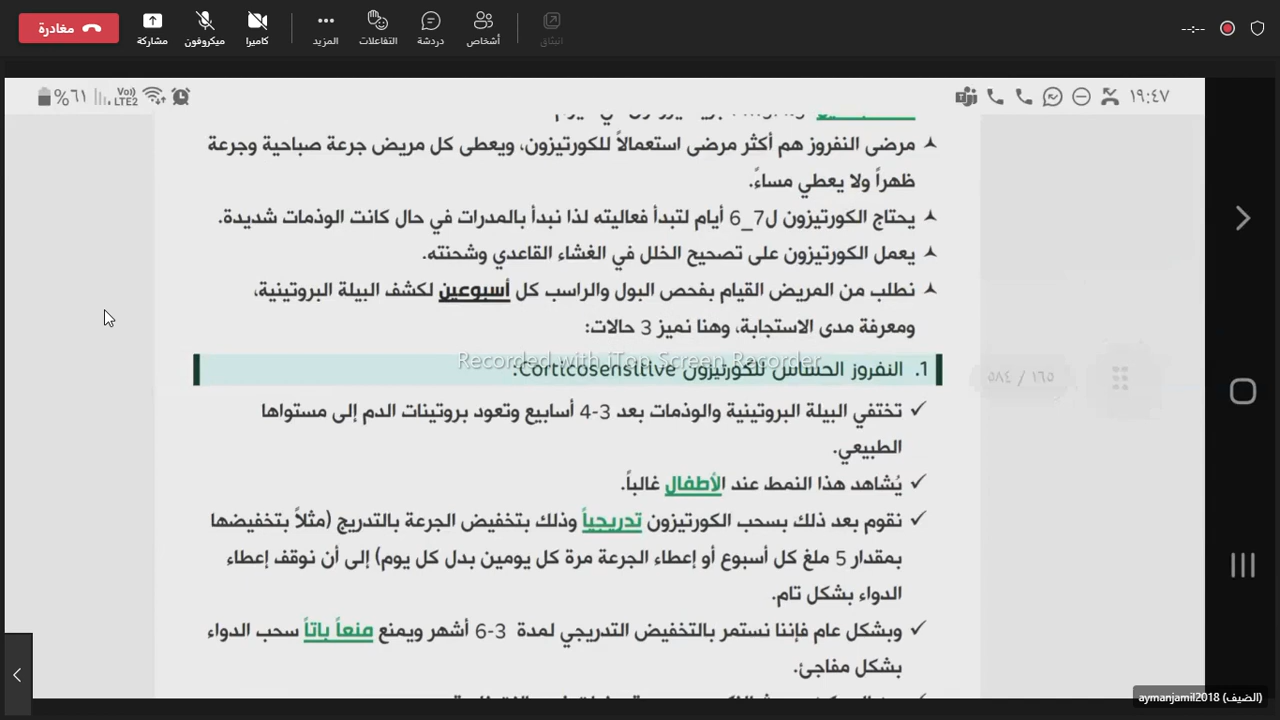 مغادرة
مشاركة
ميكروفون
كاميرا
المزيد
التفاعلات
دردشة
أشخاص
انبثاق
--:--
٦١%
Vo))
LTE2
١٩:٤٧
مرضى النفروز هم أكثر مرضى استعمالاً للكورتيزون، ويعطى كل مريض جرعة صباحية وجرعة
ظهراً ولا يعطي مساءً.
يحتاج الكورتيزون ل7_6 أيام لتبدأ فعاليته لذا نبدأ بالمدرات في حال كانت الوذمات شديدة.
يعمل الكورتيزون على تصحيح الخلل في الغشاء القاعدي وشحنته.
نطلب من المريض القيام بفحص البول والراسب كل أسبوعين لكشف البيلة البروتينية،
ومعرفة مدى الاستجابة، وهنا نميز 3 حالات:
Recorded with iTop Screen Recorder
1. النفروز الحساس للكورتيزون Corticosensitive:
١٦٥ / ٥٨٤
✓ تختفي البيلة البروتينية والوذمات بعد 3-4 أسابيع وتعود بروتينات الدم إلى مستواها
الطبيعي.
✓ يُشاهد هذا النمط عند الأطفال غالباً.
✓ نقوم بعد ذلك بسحب الكورتيزون تدريجياً وذلك بتخفيض الجرعة بالتدريج (مثلاً بتخفيضها
بمقدار 5 ملغ كل أسبوع أو إعطاء الجرعة مرة كل يومين بدل كل يوم) إلى أن نوقف إعطاء
الدواء بشكل تام.
✓ وبشكل عام فإننا نستمر بالتخفيض التدريجي لمدة 3-6 أشهر ويمنع منعاً باتاً سحب الدواء
بشكل مفاجئ.
aymanjamil2018 (الضيف)